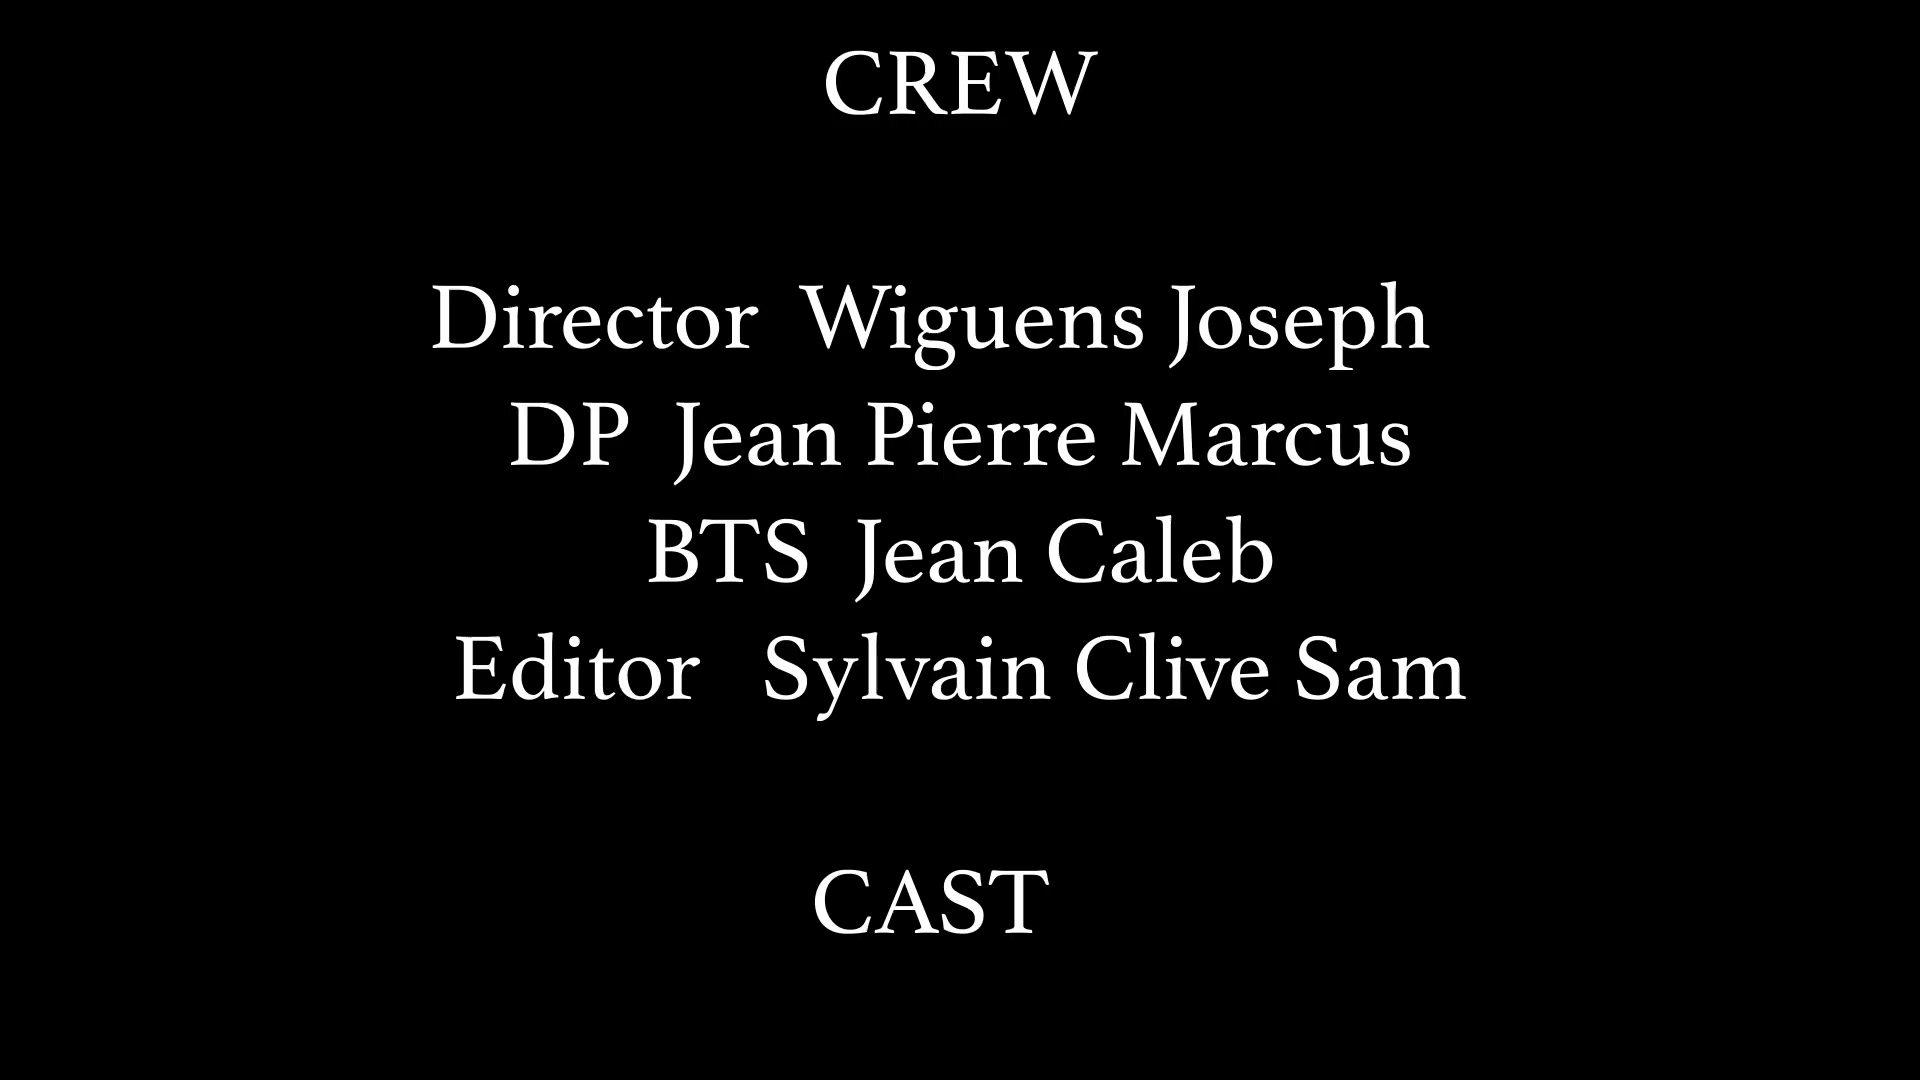 CREW
Director  Wiguens Joseph
DP  Jean Pierre Marcus
BTS  Jean Caleb
Editor   Sylvain Clive Sam
CAST